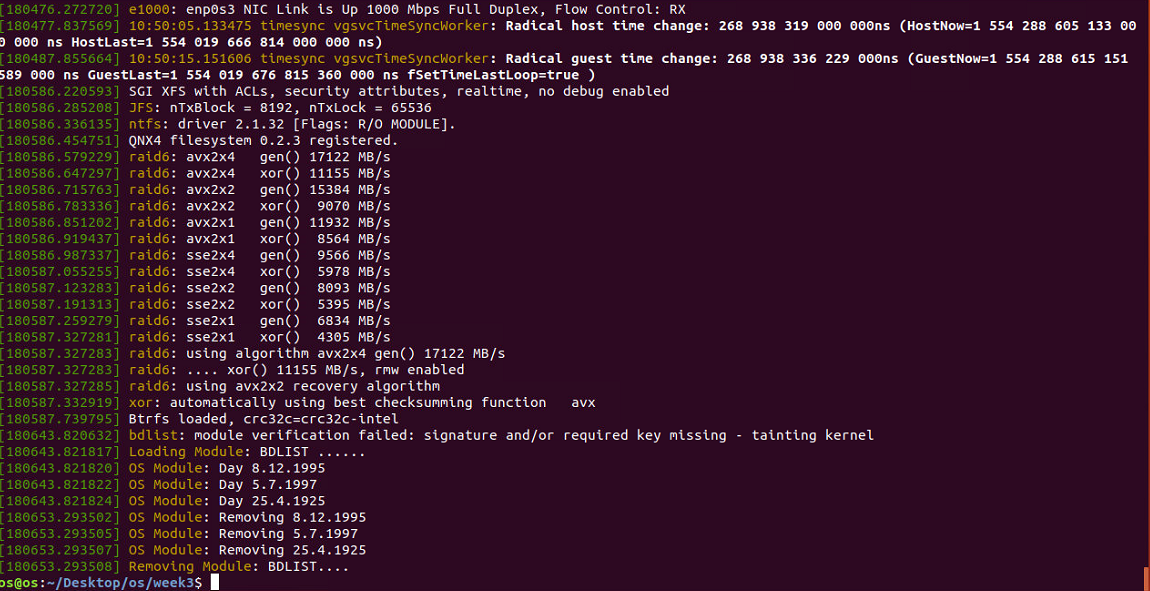 [180476.272720] e1000: enp0s3 NIC Link is Up 1000 Mbps Full Duplex, Flow Control: RX
[180477.837569] 10:50:05.133475 timesync vgsvcTimeSyncWorker: Radical host time change: 268 938 319 000 000ns (HostNow=1 554 288 605 133 00
0 000 ns HostLast=1 554 019 666 814 000 000 ns)
[180487.855664] 10:50:15.151606 timesync vgsvcTimeSyncWorker: Radical guest time change: 268 938 336 229 000ns (GuestNow=1 554 288 615 151
589 000 ns GuestLast=1 554 019 676 815 360 000 ns fSetTimeLastLoop=true )
[180586.220593] SGI XFS with ACLs, security attributes, realtime, no debug enabled
[180586.285208] JFS: nTxBlock = 8192, nTxLock = 65536
[180586.336135] ntfs: driver 2.1.32 [Flags: R/O MODULE].
[180586.454751] QNX4 filesystem 0.2.3 registered.
[180586.579229] raid6: avx2x4   gen() 17122 MB/s
[180586.647297] raid6: avx2x4   xor() 11155 MB/s
[180586.715763] raid6: avx2x2   gen() 15384 MB/s
[180586.783336] raid6: avx2x2   xor()  9070 MB/s
[180586.851202] raid6: avx2x1   gen() 11932 MB/s
[180586.919437] raid6: avx2x1   xor()  8564 MB/s
[180586.987337] raid6: sse2x4   gen()  9566 MB/s
[180587.055255] raid6: sse2x4   xor()  5978 MB/s
[180587.123283] raid6: sse2x2   gen()  8093 MB/s
[180587.191313] raid6: sse2x2   xor()  5395 MB/s
[180587.259279] raid6: sse2x1   gen()  6834 MB/s
[180587.327281] raid6: sse2x1   xor()  4305 MB/s
[180587.327283] raid6: using algorithm avx2x4 gen() 17122 MB/s
[180587.327283] raid6: .... xor() 11155 MB/s, rmw enabled
[180587.327285] raid6: using avx2x2 recovery algorithm
[180587.332919] xor: automatically using best checksumming function   avx
[180587.739795] Btrfs loaded, crc32c=crc32c-intel
[180643.820632] bdlist: module verification failed: signature and/or required key missing - tainting kernel
[180643.821817] Loading Module: BDLIST ......
[180643.821820] OS Module: Day 8.12.1995
[180643.821822] OS Module: Day 5.7.1997
[180643.821824] OS Module: Day 25.4.1925
[180653.293502] OS Module: Removing 8.12.1995
[180653.293505] OS Module: Removing 5.7.1997
[180653.293507] OS Module: Removing 25.4.1925
[180653.293508] Removing Module: BDLIST....
os@os:~/Desktop/os/week3$